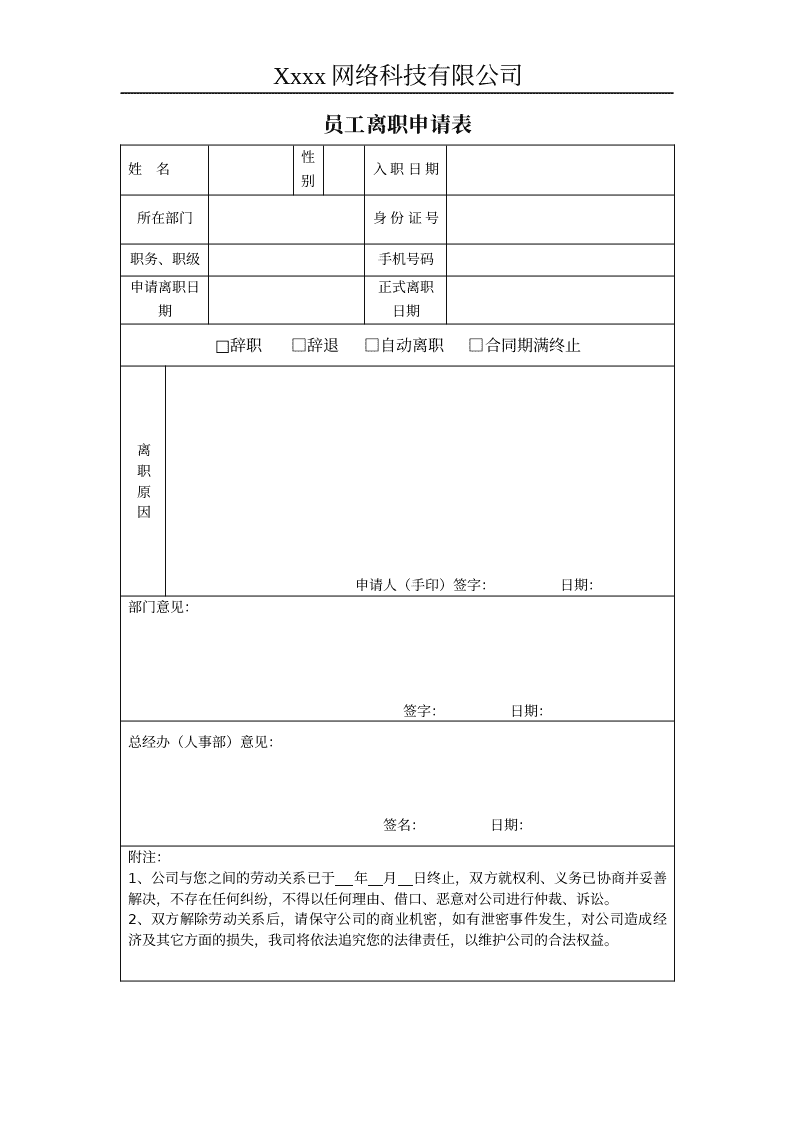 Xxxx 网络科技有限公司
员工离职申请表
姓 名 性别 入职日期
所在部门 身份证号
职务、职级 手机号码
申请离职日期 正式离职日期
□辞职 □辞退 □自动离职 □合同期满终止
离职原因
申请人（手印）签字： 日期：
部门意见：
签字： 日期：
总经办（人事部）意见：
签名： 日期：
附注：
1、公司与您之间的劳动关系已于__年__月__日终止，双方就权利、义务已协商并妥善
解决，不存在任何纠纷，不得以任何理由、借口、恶意对公司进行仲裁、诉讼。
2、双方解除劳动关系后，请保守公司的商业机密，如有泄密事件发生，对公司造成经
济及其它方面的损失，我司将依法追究您的法律责任，以维护公司的合法权益。